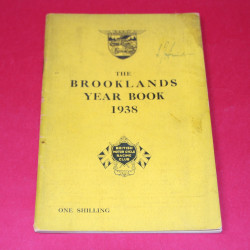 THE
BROOKLANDS
YEAR BOOK
1938
BRITISH
MOTOR CYCLE
RACING
CLUB
ONE SHILLING